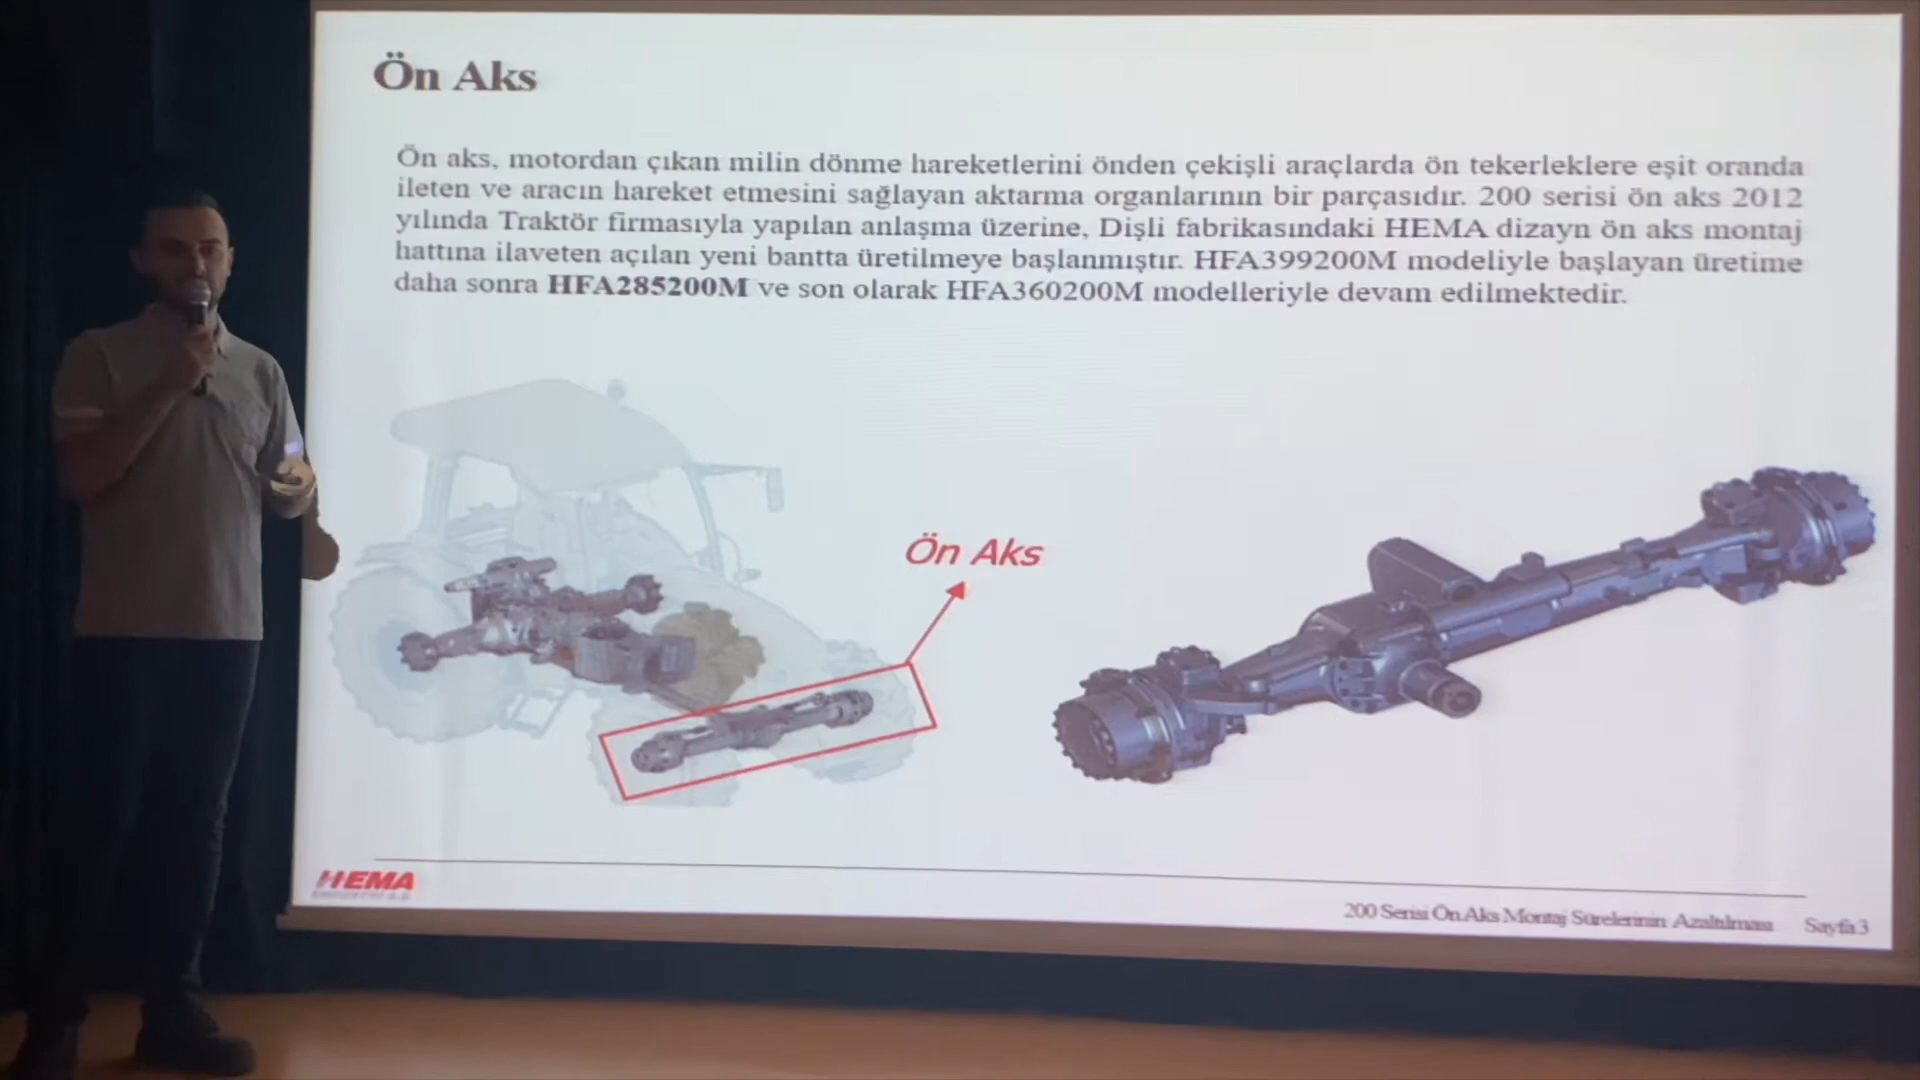 Ön Aks
Ön aks, motordan çıkan milin dönme hareketlerini önden çekişli araçlarda ön tekerleklere eşit oranda
ileten ve aracın hareket etmesini sağlayan aktarma organlarının bir parçasıdır. 200 serisi ön aks 2012
yılında Traktör firmasıyla yapılan anlaşma üzerine, Dişli fabrikasındaki HEMA dizayn ön aks montaj
hattına ilaveten açılan yeni bantta üretilmeye başlanmıştır. HFA399200M modeliyle başlayan üretime
daha sonra HFA285200M ve son olarak HFA360200M modelleriyle devam edilmektedir.
Ön Aks
HEMA
200 Serisi Ön Aks Montaj Sürelerinin Azaltılması Sayfa 3